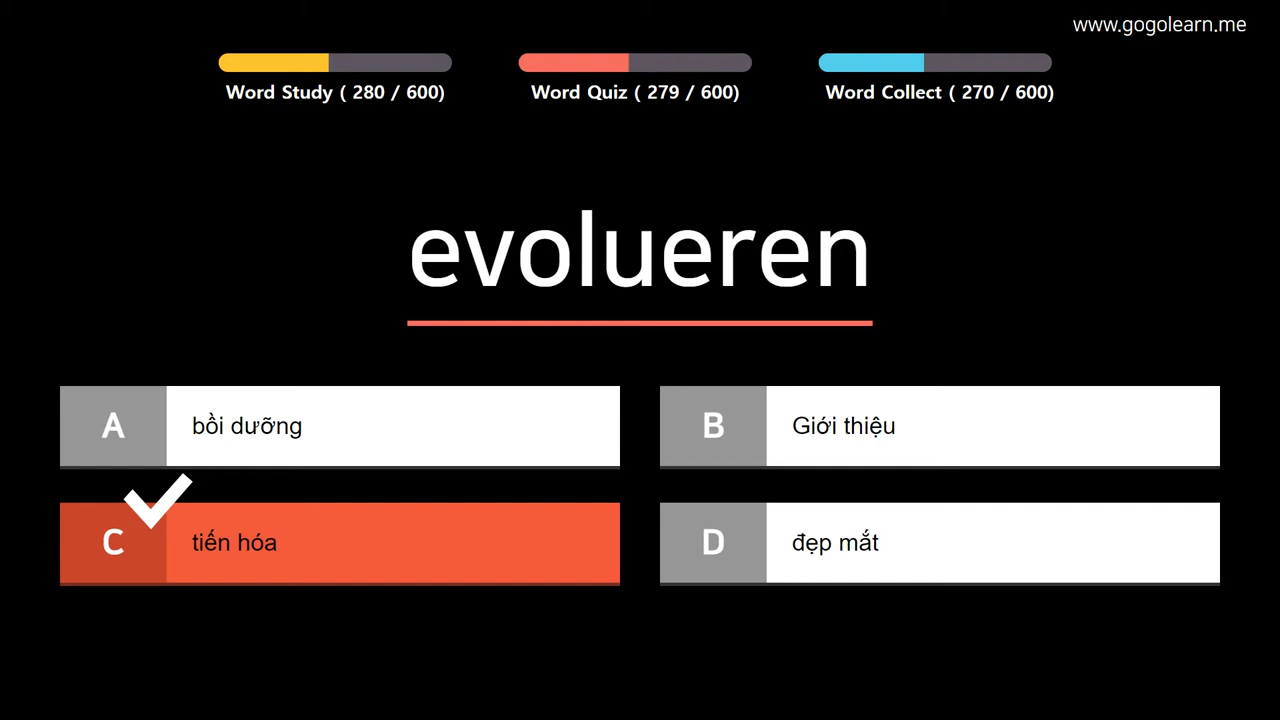 www.gogolearn.me
Word Study ( 280 / 600)
Word Quiz ( 279 / 600)
Word Collect ( 270 / 600)
evolueren
A bồi dưỡng
B Giới thiệu
C tiến hóa
D đẹp mắt